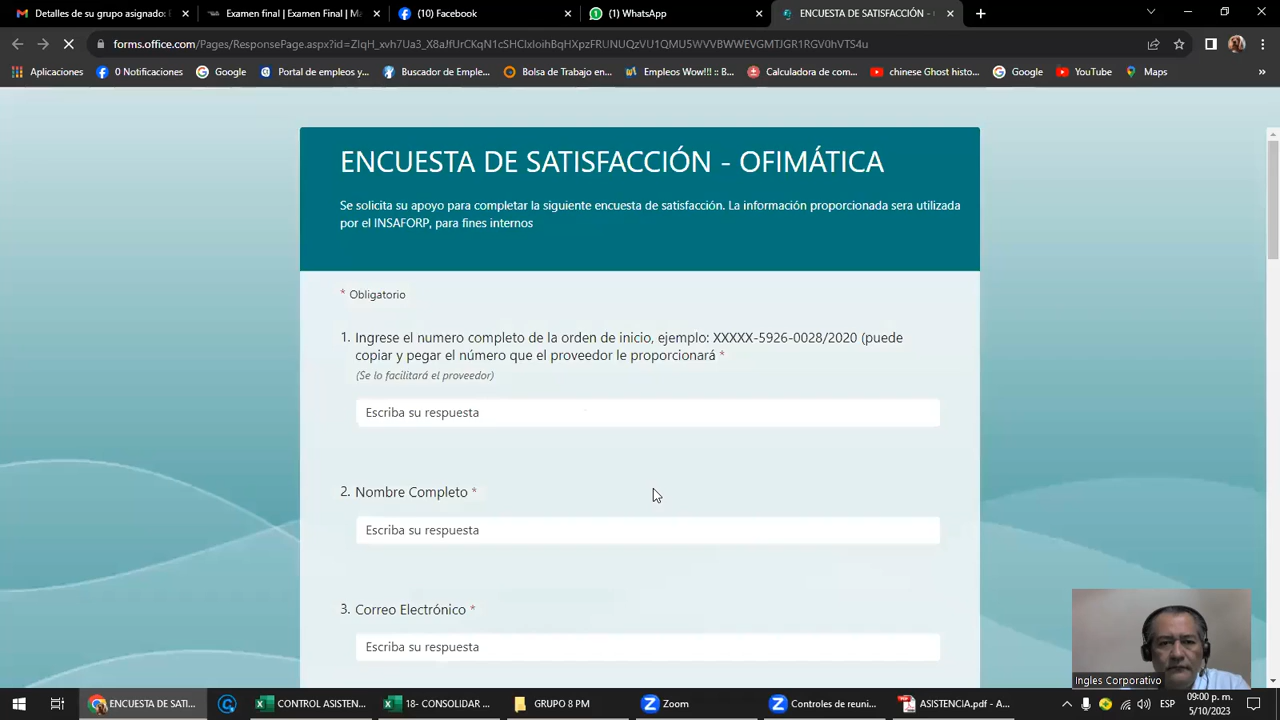 Detalles de su grupo asignado:
Examen final | Examen Final | Ma
(10) Facebook
(1) WhatsApp
ENCUESTA DE SATISFACCIÓN -
forms.office.com/Pages/ResponsePage.aspx?id=
Aplicaciones
0 Notificaciones
Google
Portal de empleos y...
Buscador de Emple...
Bolsa de Trabajo en...
Empleos Wow!!! :: B...
Calculadora de com...
chinese Ghost histo...
Google
YouTube
Maps
ENCUESTA DE SATISFACCIÓN - OFIMÁTICA
Se solicita su apoyo para completar la siguiente encuesta de satisfacción. La información proporcionada sera utilizada
por el INSAFORP, para fines internos
* Obligatorio
1. Ingrese el numero completo de la orden de inicio, ejemplo: XXXXX-5926-0028/2020 (puede
copiar y pegar el número que el proveedor le proporcionará *
(Se lo facilitará el proveedor)
Escriba su respuesta
2. Nombre Completo *
Escriba su respuesta
3. Correo Electrónico *
Escriba su respuesta
Ingles Corporativo
ENCUESTA DE SATI...
CONTROL ASISTEN...
18- CONSOLIDAR ...
GRUPO 8 PM
Zoom
Controles de reuni...
ASISTENCIA.pdf - A...
ESP
09:00 p. m.
5/10/2023